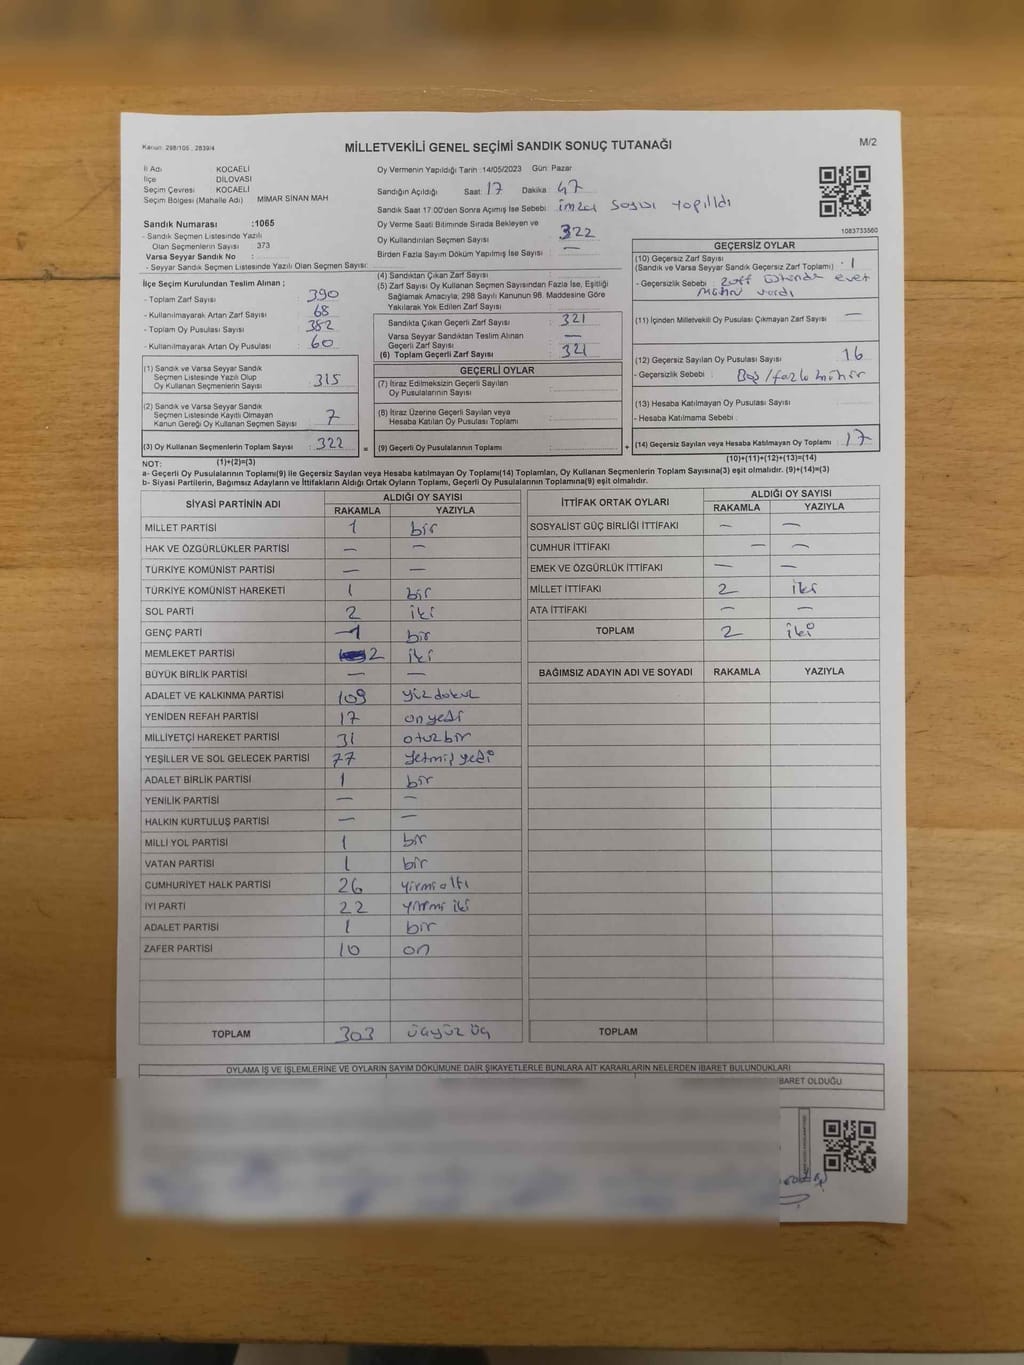 Kanun: 298/105, 2839/4
MİLLETVEKİLİ GENEL SEÇİMİ SANDIK SONUÇ TUTANAĞI
M/2
İl Adı KOCAELİ
İlçe DİLOVASI
Seçim Çevresi KOCAELİ
Seçim Bölgesi (Mahalle Adı) MİMAR SİNAN MAH
Sandık Numarası :1065
- Sandık Seçmen Listesinde Yazılı
Olan Seçmenlerin Sayısı : 373
Varsa Seyyar Sandık No :
- Seyyar Sandık Seçmen Listesinde Yazılı Olan Seçmen Sayısı:
İlçe Seçim Kurulundan Teslim Alınan ;
- Toplam Zarf Sayısı : 390
- Kullanılmayarak Artan Zarf Sayısı : 68
- Toplam Oy Pusulası Sayısı : 382
- Kullanılmayarak Artan Oy Pusulası : 60
(1) Sandık ve Varsa Seyyar Sandık
Seçmen Listesinde Yazılı Olup
Oy Kullanan Seçmenlerin Sayısı : 315
(2) Sandık ve Varsa Seyyar Sandık
Seçmen Listesinde Kayıtlı Olmayan
Kanun Gereği Oy Kullanan Seçmen Sayısı : 7
(3) Oy Kullanan Seçmenlerin Toplam Sayısı : 322
Oy Vermenin Yapıldığı Tarih :14/05/2023 Gün: Pazar
Sandığın Açıldığı Saat: 17 Dakika: 47
Sandık Saat 17:00'den Sonra Açılmış İse Sebebi: imza sayısı yapıldı
Oy Verme Saati Bitiminde Sırada Bekleyen ve
Oy Kullandırılan Seçmen Sayısı : 322
Birden Fazla Sayım Döküm Yapılmış İse Sayısı : —
(4) Sandıktan Çıkan Zarf Sayısı :
(5) Zarf Sayısı Oy Kullanan Seçmen Sayısından Fazla İse, Eşitliği
Sağlamak Amacıyla; 298 Sayılı Kanunun 98. Maddesine Göre
Yakılarak Yok Edilen Zarf Sayısı :
Sandıkta Çıkan Geçerli Zarf Sayısı : 321
Varsa Seyyar Sandıktan Teslim Alınan
Geçerli Zarf Sayısı : —
(6) Toplam Geçerli Zarf Sayısı : 321
GEÇERLİ OYLAR
(7) İtiraz Edilmeksizin Geçerli Sayılan
Oy Pusulalarının Sayısı :
(8) İtiraz Üzerine Geçerli Sayılan veya
Hesaba Katılan Oy Pusulası Toplamı :
= (9) Geçerli Oy Pusulalarının Toplamı : +
1083733560
GEÇERSİZ OYLAR
(10) Geçersiz Zarf Sayısı
(Sandık ve Varsa Seyyar Sandık Geçersiz Zarf Toplamı) : 1
- Geçersizlik Sebebi : zarf üstünde evet
mührü vardı
(11) İçinden Milletvekili Oy Pusulası Çıkmayan Zarf Sayısı : —
(12) Geçersiz Sayılan Oy Pusulası Sayısı : 16
- Geçersizlik Sebebi : Boş/fazla mühür
(13) Hesaba Katılmayan Oy Pusulası Sayısı :
- Hesaba Katılmama Sebebi :
(14) Geçersiz Sayılan veya Hesaba Katılmayan Oy Toplamı : 17
(1)+(2)=(3)
(10)+(11)+(12)+(13)=(14)
NOT:
a- Geçerli Oy Pusulalarının Toplamı(9) ile Geçersiz Sayılan veya Hesaba katılmayan Oy Toplamı(14) Toplamları, Oy Kullanan Seçmenlerin Toplam Sayısına(3) eşit olmalıdır. (9)+(14)=(3)
b- Siyasi Partilerin, Bağımsız Adayların ve İttifakların Aldığı Ortak Oyların Toplamı, Geçerli Oy Pusulalarının Toplamına(9) eşit olmalıdır.
SİYASİ PARTİNİN ADI ALDIĞI OY SAYISI
RAKAMLA YAZIYLA
MİLLET PARTİSİ 1 bir
HAK VE ÖZGÜRLÜKLER PARTİSİ — —
TÜRKİYE KOMÜNİST PARTİSİ — —
TÜRKİYE KOMÜNİST HAREKETİ 1 bir
SOL PARTİ 2 iki
GENÇ PARTİ 1 bir
MEMLEKET PARTİSİ 2 iki
BÜYÜK BİRLİK PARTİSİ — —
ADALET VE KALKINMA PARTİSİ 109 yüzdokuz
YENİDEN REFAH PARTİSİ 17 onyedi
MİLLİYETÇİ HAREKET PARTİSİ 31 otuzbir
YEŞİLLER VE SOL GELECEK PARTİSİ 77 yetmiş yedi
ADALET BİRLİK PARTİSİ 1 bir
YENİLİK PARTİSİ — —
HALKIN KURTULUŞ PARTİSİ — —
MİLLİ YOL PARTİSİ 1 bir
VATAN PARTİSİ 1 bir
CUMHURİYET HALK PARTİSİ 26 yirmialtı
İYİ PARTİ 22 yirmi iki
ADALET PARTİSİ 1 bir
ZAFER PARTİSİ 10 on
TOPLAM 303 üçyüz üç
İTTİFAK ORTAK OYLARI ALDIĞI OY SAYISI
RAKAMLA YAZIYLA
SOSYALİST GÜÇ BİRLİĞİ İTTİFAKI — —
CUMHUR İTTİFAKI — —
EMEK VE ÖZGÜRLÜK İTTİFAKI — —
MİLLET İTTİFAKI 2 iki
ATA İTTİFAKI — —
TOPLAM 2 iki
BAĞIMSIZ ADAYIN ADI VE SOYADI RAKAMLA YAZIYLA
TOPLAM
OYLAMA İŞ VE İŞLEMLERİNE VE OYLARIN SAYIM DÖKÜMÜNE DAİR ŞİKAYETLERLE BUNLARA AİT KARARLARIN NELERDEN İBARET BULUNDUKLARI
BARET OLDUĞU